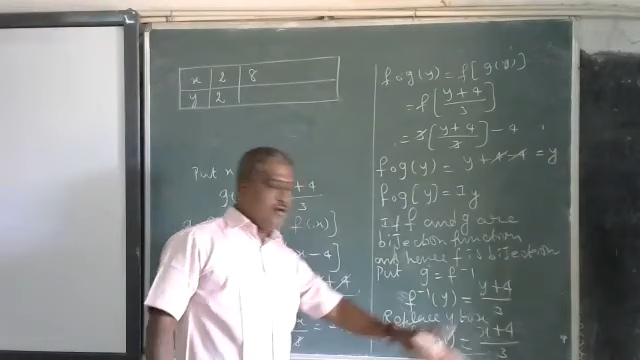 x 2 8
y 2
Put
+4
3
f(x)]
x-4]
fog(y) = f[g(y)]
= f[y+4/3]
= 3[y+4/3] - 4
fog(y) = y+4-4 = y
fog(y) = Iy
If f and g are
bijection function
and hence f is bijection
Put g = f⁻¹
f⁻¹(y) = y+4/3
Replace y by x
= x+4/3